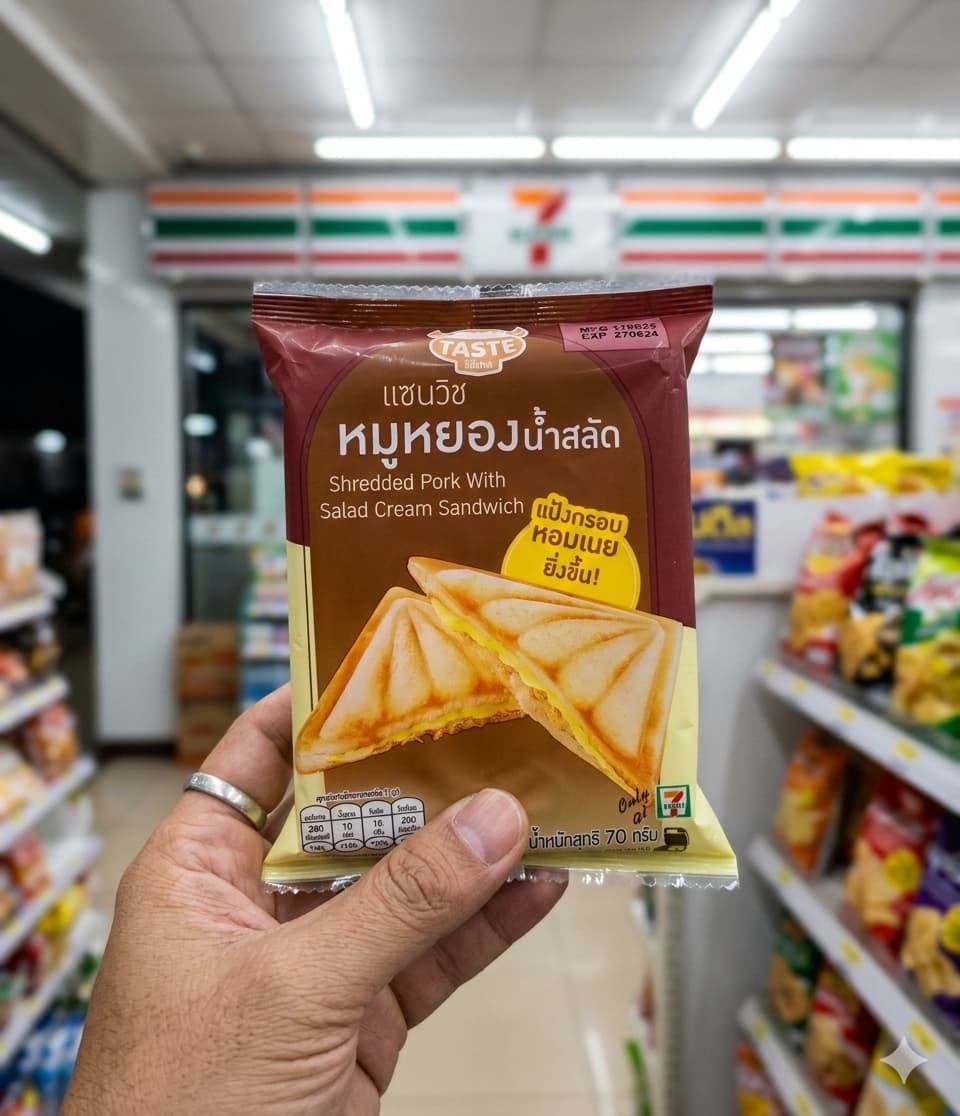 TASTE
MFG 179625
EXP 270624
แซนวิช
หมูหยองน้ำสลัด
Shredded Pork With
Salad Cream Sandwich
แป้งกรอบ
หอมเนย
ยิ่งขึ้น!
280
10
16
200
Only
at
7
น้ำหนักสุทธิ 70 กรัม